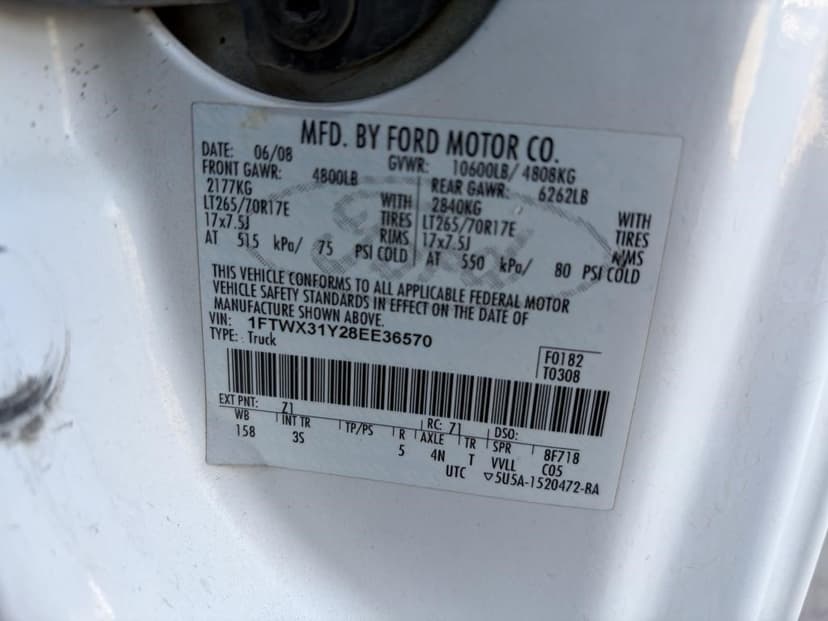 MFD. BY FORD MOTOR CO.
DATE: 06/08 GVWR: 10600LB/ 4808KG
FRONT GAWR: 4800LB REAR GAWR: 6262LB
2177KG WITH 2840KG WITH
LT265/70R17E TIRES LT265/70R17E TIRES
17x7.5J RIMS 17x7.5J RIMS
AT 515 kPa/ 75 PSI COLD AT 550 kPa/ 80 PSI COLD
THIS VEHICLE CONFORMS TO ALL APPLICABLE FEDERAL MOTOR
VEHICLE SAFETY STANDARDS IN EFFECT ON THE DATE OF
MANUFACTURE SHOWN ABOVE.
VIN: 1FTWX31Y28EE36570
TYPE: Truck
F0182
T0308
EXT PNT: Z1 RC: 71 DSO:
WB INT TR TP/PS R AXLE TR SPR 8F718
158 3S 5 4N T VVLL C05
UTC ▽5U5A-1520472-RA